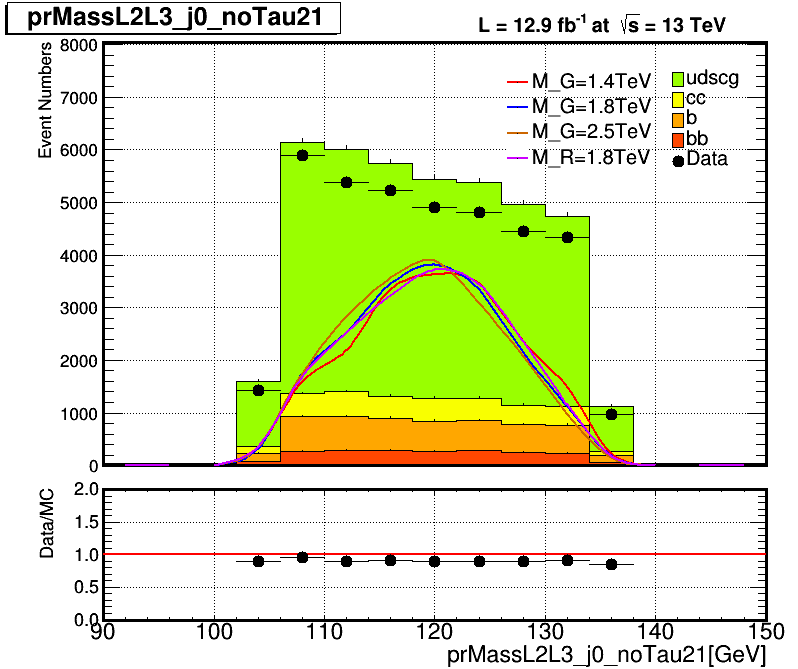 prMassL2L3_j0_noTau21
L = 12.9 fb-1 at √s = 13 TeV
Event Numbers
8000
7000
6000
5000
4000
3000
2000
1000
0
M_G=1.4TeV
M_G=1.8TeV
M_G=2.5TeV
M_R=1.8TeV
udscg
cc
b
bb
Data
Data/MC
2.0
1.5
1.0
0.5
0.0
90 100 110 120 130 140 150
prMassL2L3_j0_noTau21[GeV]